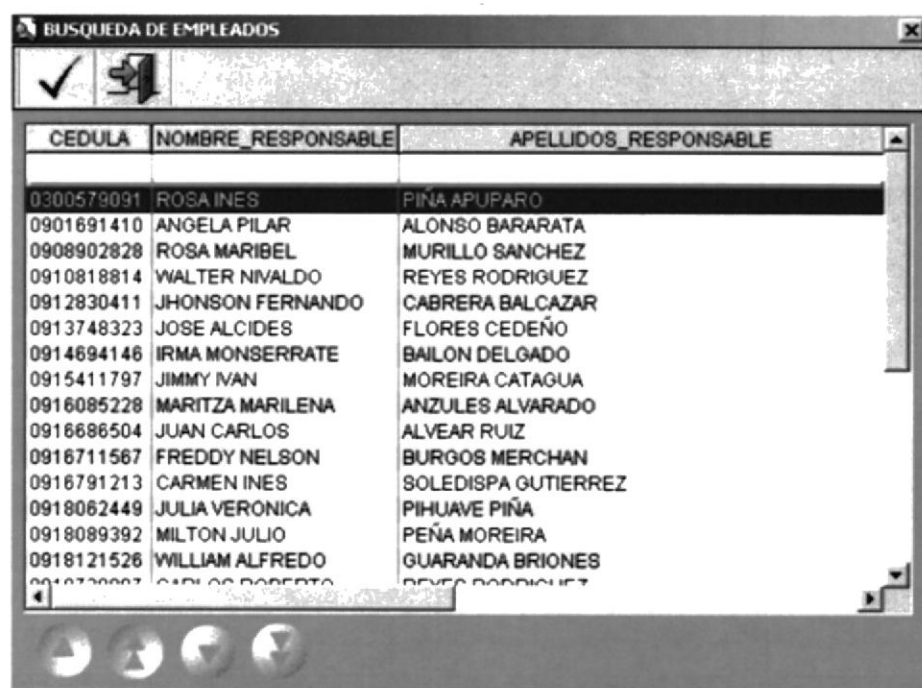 BUSQUEDA DE EMPLEADOS
CEDULA NOMBRE_RESPONSABLE APELLIDOS_RESPONSABLE
0300579091 ROSA INES PIÑA APUPARO
0901691410 ANGELA PILAR ALONSO BARARATA
0908902828 ROSA MARIBEL MURILLO SANCHEZ
0910818814 WALTER NIVALDO REYES RODRIGUEZ
0912830411 JHONSON FERNANDO CABRERA BALCAZAR
0913748323 JOSE ALCIDES FLORES CEDEÑO
0914694146 IRMA MONSERRATE BAILON DELGADO
0915411797 JIMMY IVAN MOREIRA CATAGUA
0916085228 MARITZA MARILENA ANZULES ALVARADO
0916686504 JUAN CARLOS ALVEAR RUIZ
0916711567 FREDDY NELSON BURGOS MERCHAN
0916791213 CARMEN INES SOLEDISPA GUTIERREZ
0918062449 JULIA VERONICA PIHUAVE PIÑA
0918089392 MILTON JULIO PEÑA MOREIRA
0918121526 WILLIAM ALFREDO GUARANDA BRIONES
CARLOS ROBERTO REYES RODRIGUEZ